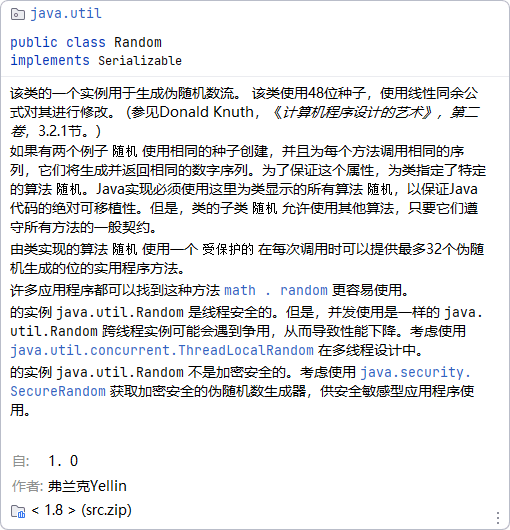 java.util
public class Random
implements Serializable
该类的一个实例用于生成伪随机数流。 该类使用48位种子，使用线性同余公
式对其进行修改。 (参见Donald Knuth，《计算机程序设计的艺术》，第二
卷，3.2.1节。)
如果有两个例子 随机 使用相同的种子创建，并且为每个方法调用相同的序
列，它们将生成并返回相同的数字序列。为了保证这个属性，为类指定了特定
的算法 随机。Java实现必须使用这里为类显示的所有算法 随机，以保证Java
代码的绝对可移植性。但是，类的子类 随机 允许使用其他算法，只要它们遵
守所有方法的一般契约。
由类实现的算法 随机 使用一个 受保护的 在每次调用时可以提供最多32个伪随
机生成的位的实用程序方法。
许多应用程序都可以找到这种方法 math . random 更容易使用。
的实例 java.util.Random 是线程安全的。但是，并发使用是一样的 java.
util.Random 跨线程实例可能会遇到争用，从而导致性能下降。考虑使用
java.util.concurrent.ThreadLocalRandom 在多线程设计中。
的实例 java.util.Random 不是加密安全的。考虑使用 java.security.
SecureRandom 获取加密安全的伪随机数生成器，供安全敏感型应用程序使
用。
自: 1. 0
作者: 弗兰克Yellin
< 1.8 > (src.zip)